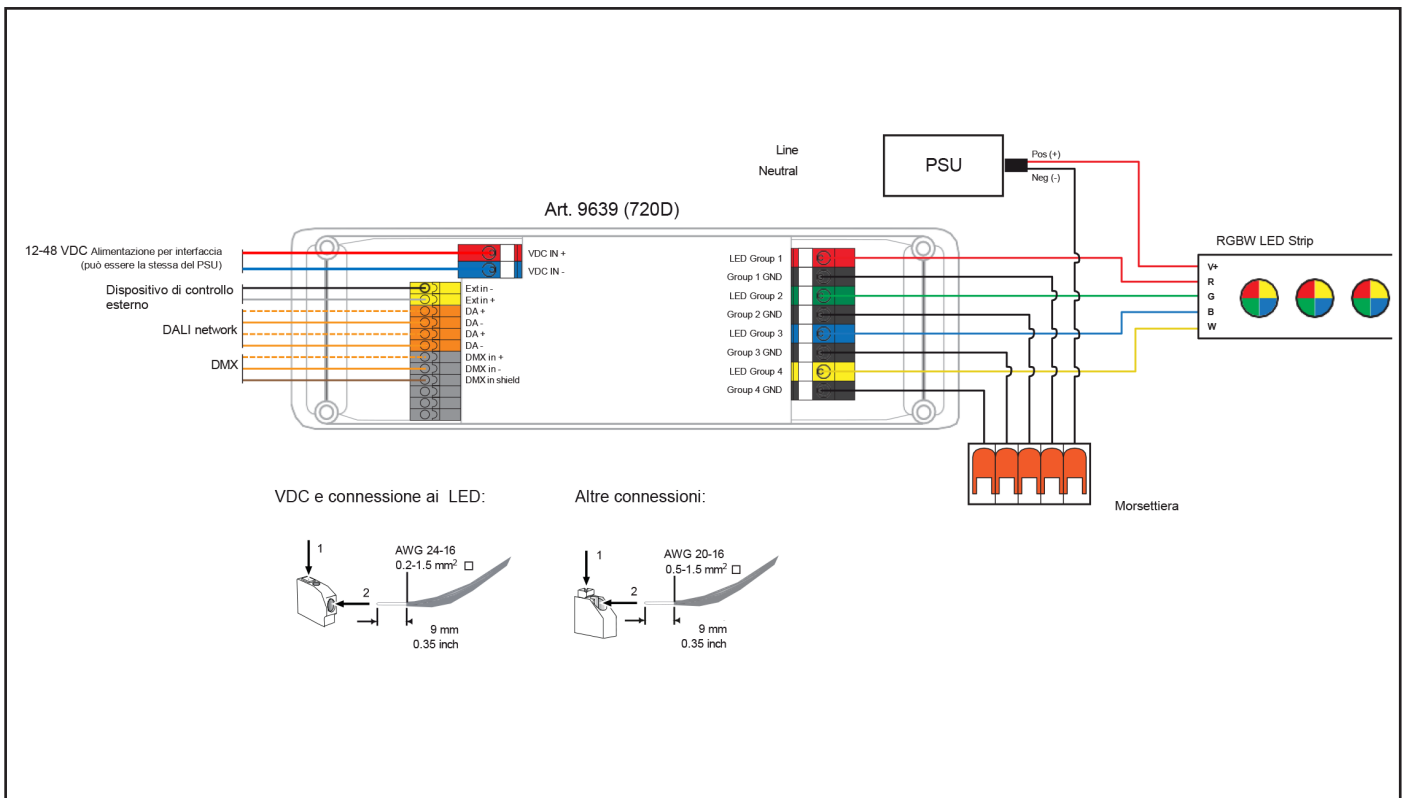 Line
Neutral
PSU
Pos (+)
Neg (-)
Art. 9639 (720D)
12-48 VDC Alimentazione per interfaccia
(può essere la stessa del PSU)
Dispositivo di controllo
esterno
DALI network
DMX
VDC IN +
VDC IN -
Ext in -
Ext in +
DA +
DA -
DA +
DA -
DMX in +
DMX in -
DMX in shield
LED Group 1
Group 1 GND
LED Group 2
Group 2 GND
LED Group 3
Group 3 GND
LED Group 4
Group 4 GND
RGBW LED Strip
V+
R
G
B
W
Morsettiera
VDC e connessione ai LED:
1
2
AWG 24-16
0.2-1.5 mm²
9 mm
0.35 inch
Altre connessioni:
1
2
AWG 20-16
0.5-1.5 mm²
9 mm
0.35 inch